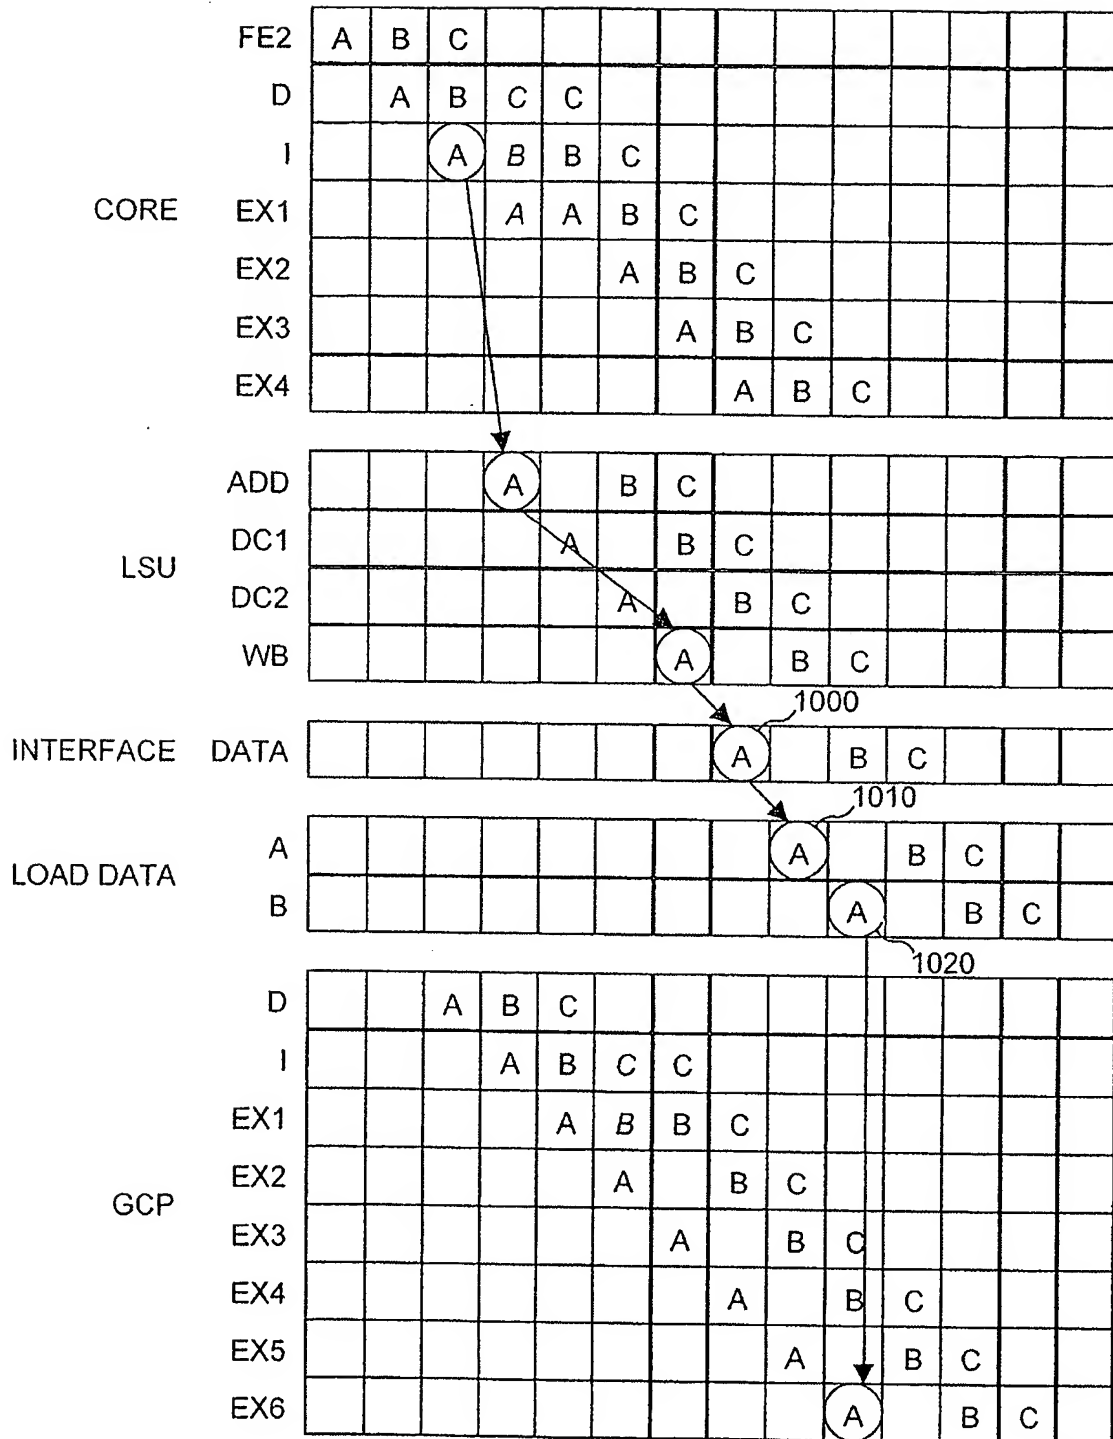 FE2 A B C
D A B C C
I A B B C
CORE EX1 A A B C
EX2 A B C
EX3 A B C
EX4 A B C
ADD A B C
DC1 A B C
LSU
DC2 A B C
WB A B C
1000
INTERFACE DATA A B C
1010
A A B C
LOAD DATA
B A B C
1020
D A B C
I A B C C
EX1 A B B C
EX2 A B C
GCP
EX3 A B C
EX4 A B C
EX5 A B C
EX6 A B C